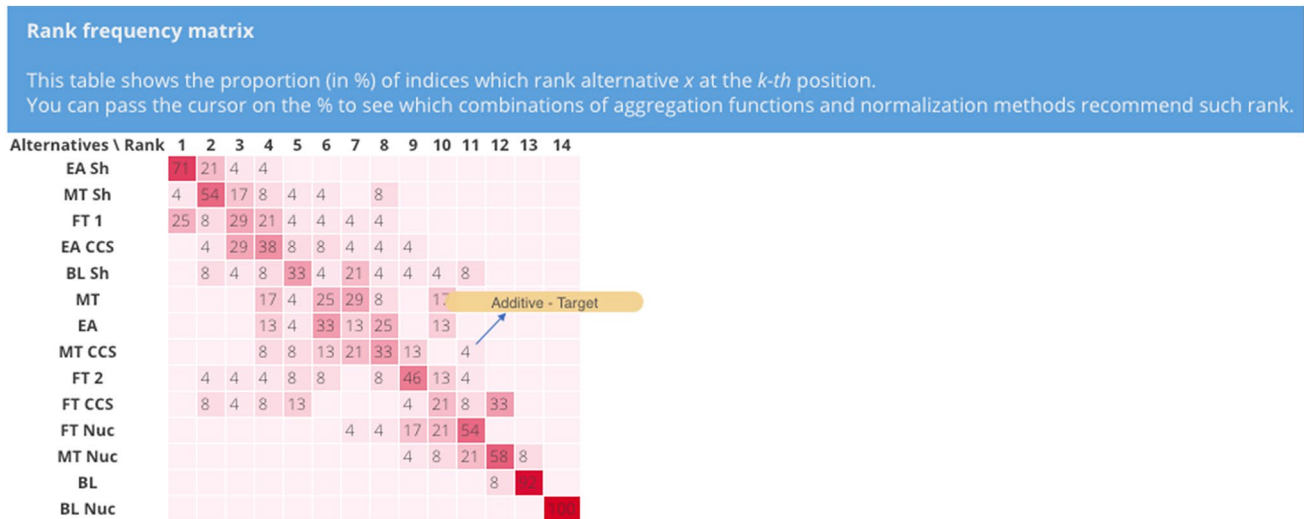 Rank frequency matrix
This table shows the proportion (in %) of indices which rank alternative x at the k-th position.
You can pass the cursor on the % to see which combinations of aggregation functions and normalization methods recommend such rank.
Alternatives \ Rank 1 2 3 4 5 6 7 8 9 10 11 12 13 14
EA Sh 71 21 4 4
MT Sh 4 54 17 8 4 4 8
FT 1 25 8 29 21 4 4 4 4
EA CCS 4 29 38 8 8 4 4 4
BL Sh 8 4 8 33 4 21 4 4 4 8
MT 17 4 25 29 8 17
Additive - Target
EA 13 4 33 13 25 13
MT CCS 8 8 13 21 33 13 4
FT 2 4 4 4 8 8 8 46 13 4
FT CCS 8 4 8 13 4 21 8 33
FT Nuc 4 4 17 21 54
MT Nuc 4 8 21 58 8
BL 8 92
BL Nuc 100